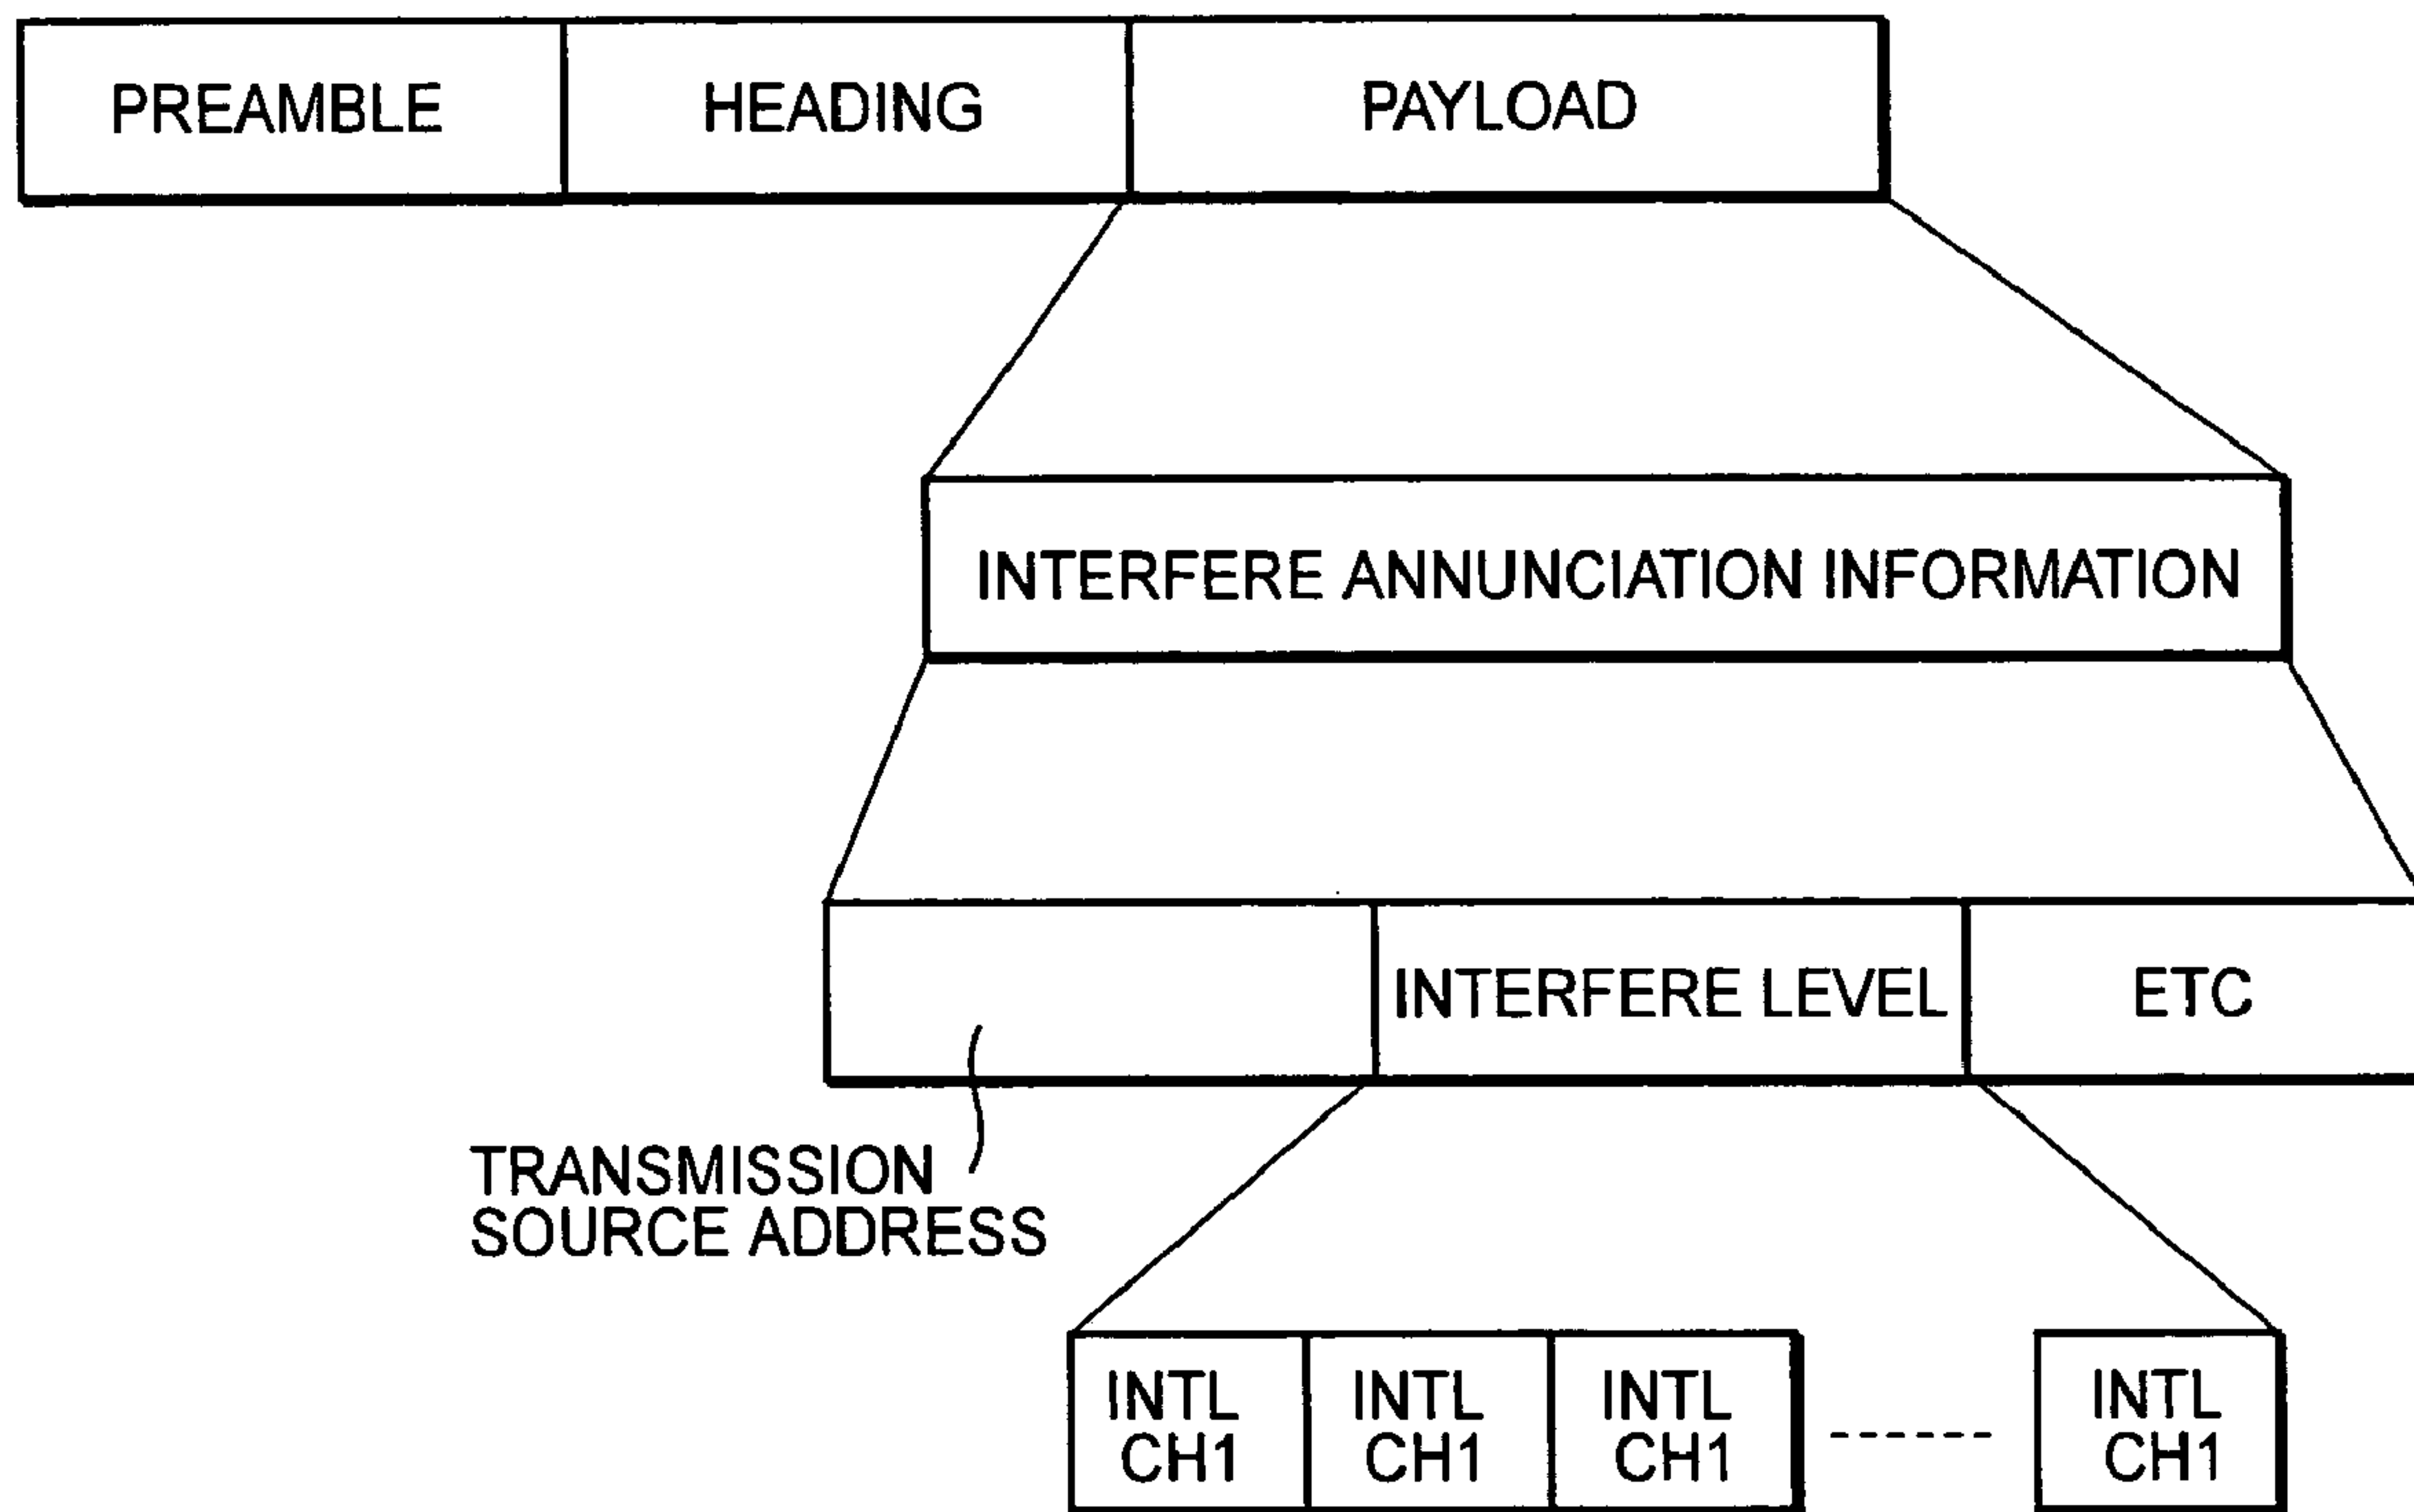 PREAMBLE HEADING PAYLOAD
INTERFERE ANNUNCIATION INFORMATION
INTERFERE LEVEL ETC
TRANSMISSION
SOURCE ADDRESS
INTL INTL INTL INTL
CH1 CH1 CH1 ------ CH1